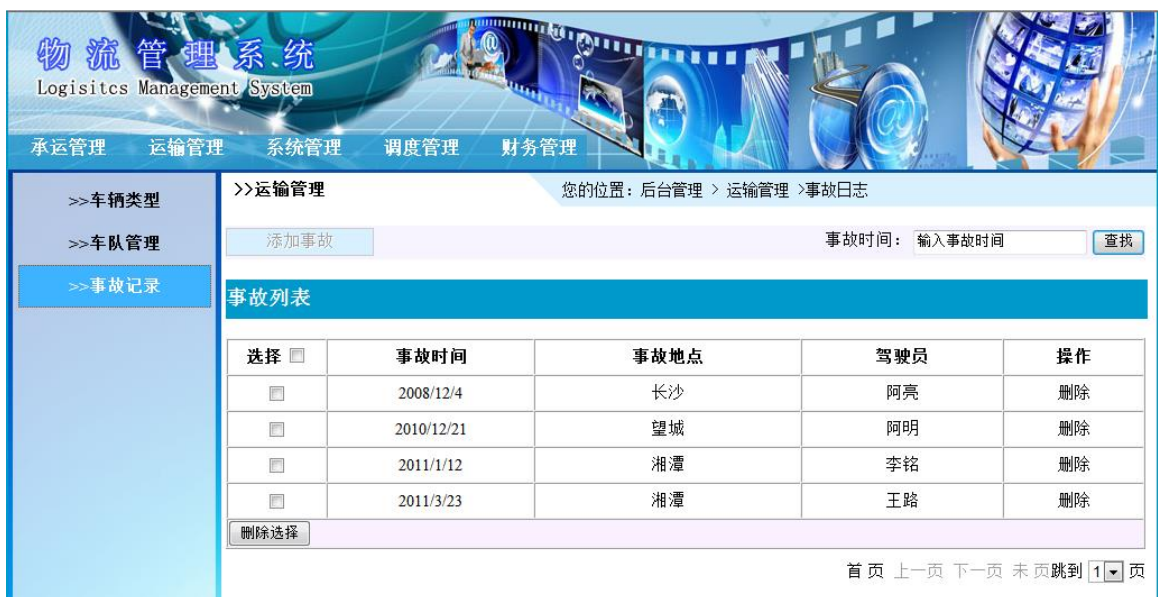 物 流 管 理 系 统
Logisitcs Management System
承运管理 运输管理 系统管理 调度管理 财务管理
>>车辆类型
>>车队管理
>>事故记录
>>运输管理 您的位置：后台管理 > 运输管理 >事故日志
添加事故 事故时间： 输入事故时间 查找
事故列表
选择 事故时间 事故地点 驾驶员 操作
2008/12/4 长沙 阿亮 删除
2010/12/21 望城 阿明 删除
2011/1/12 湘潭 李铭 删除
2011/3/23 湘潭 王路 删除
删除选择
首 页 上一页 下一页 末 页跳到 1 页